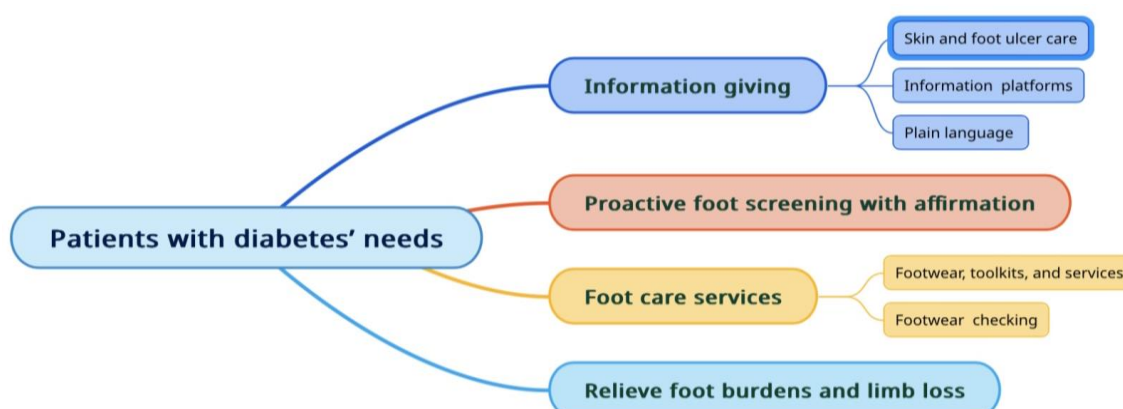 Skin and foot ulcer care
Information giving
Information platforms
Plain language
Proactive foot screening with affirmation
Patients with diabetes’ needs
Footwear, toolkits, and services
Foot care services
Footwear checking
Relieve foot burdens and limb loss